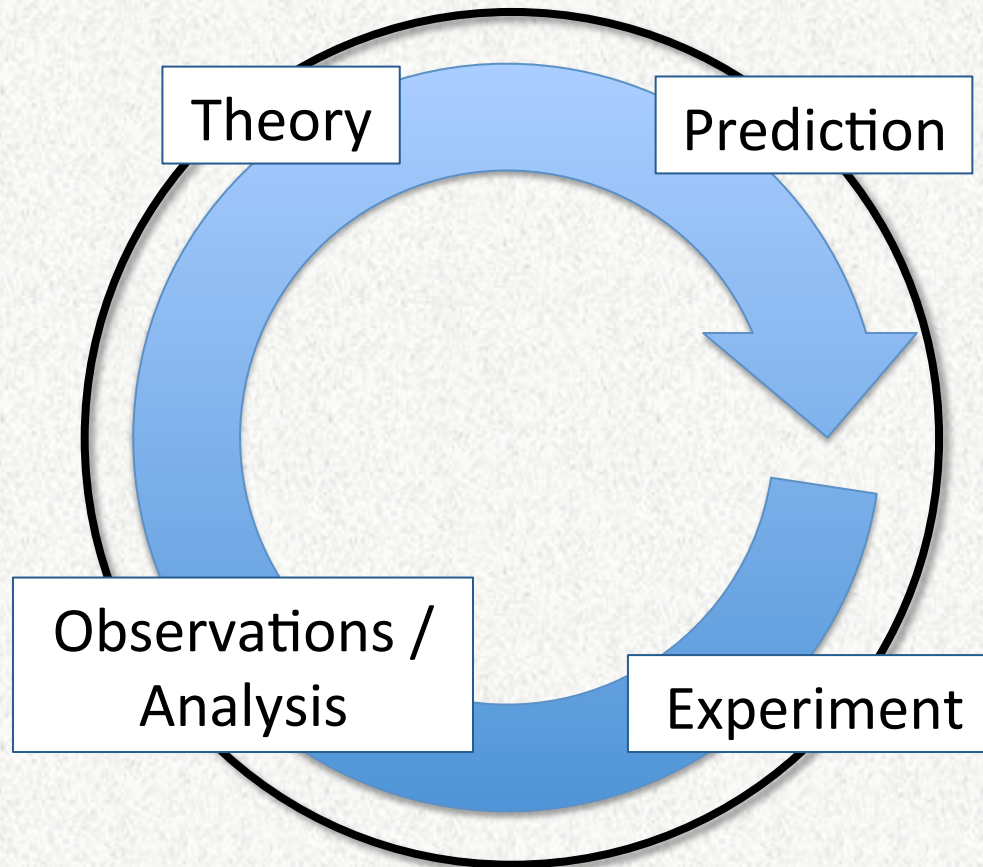 Theory
Prediction
Observations /
Analysis
Experiment